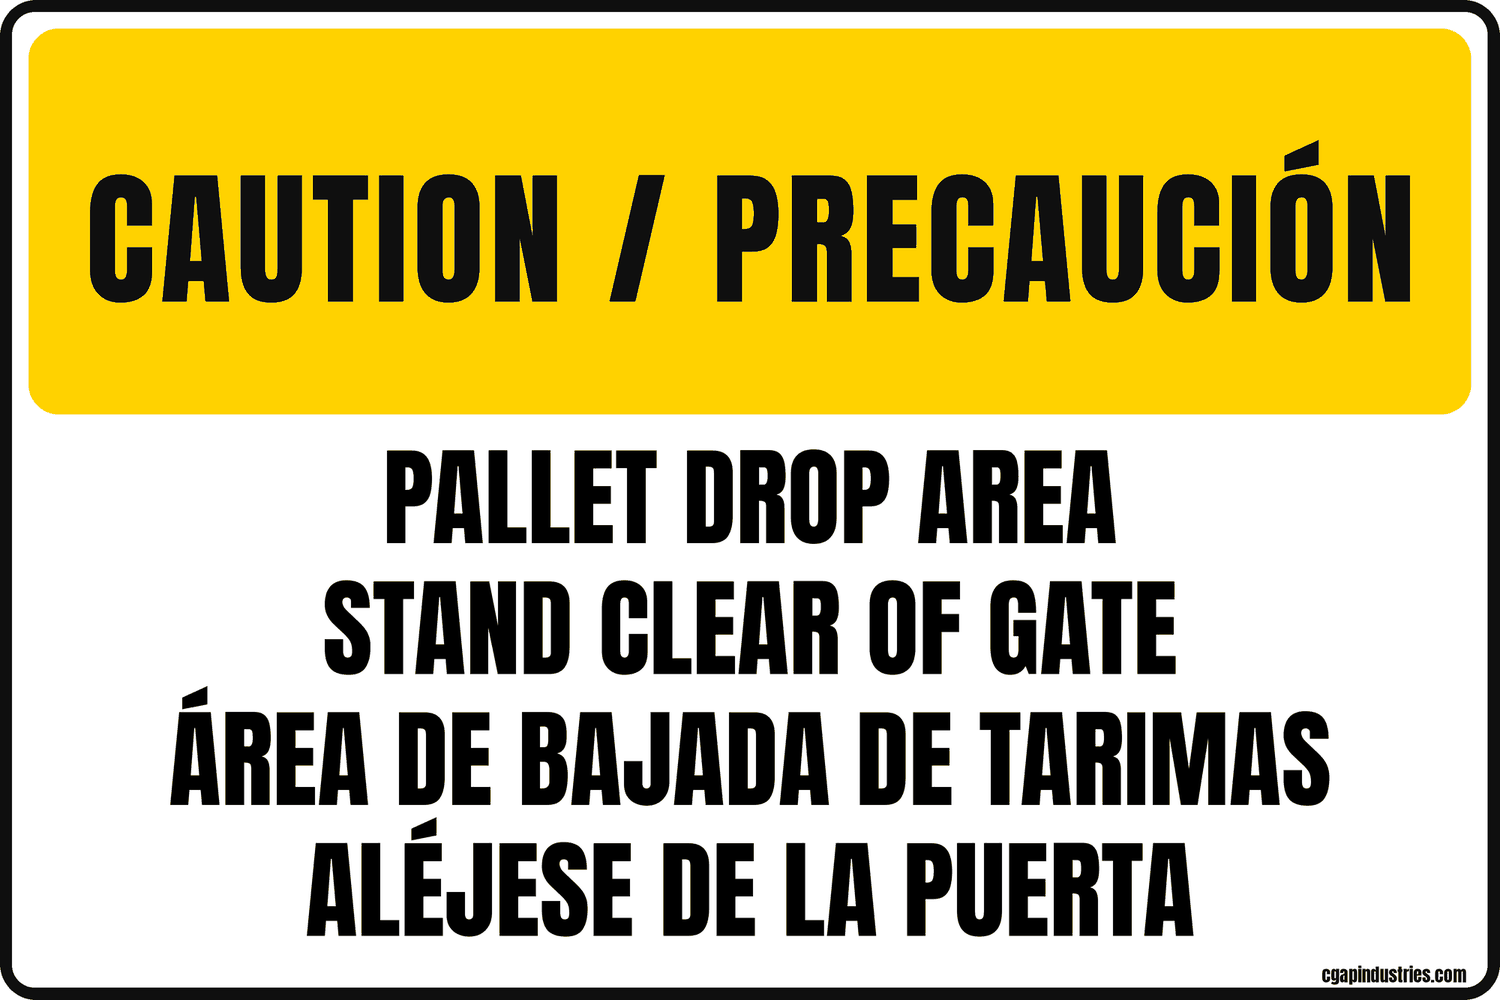 CAUTION / PRECAUCIÓN
PALLET DROP AREA
STAND CLEAR OF GATE
ÁREA DE BAJADA DE TARIMAS
ALÉJESE DE LA PUERTA
cgapindustries.com